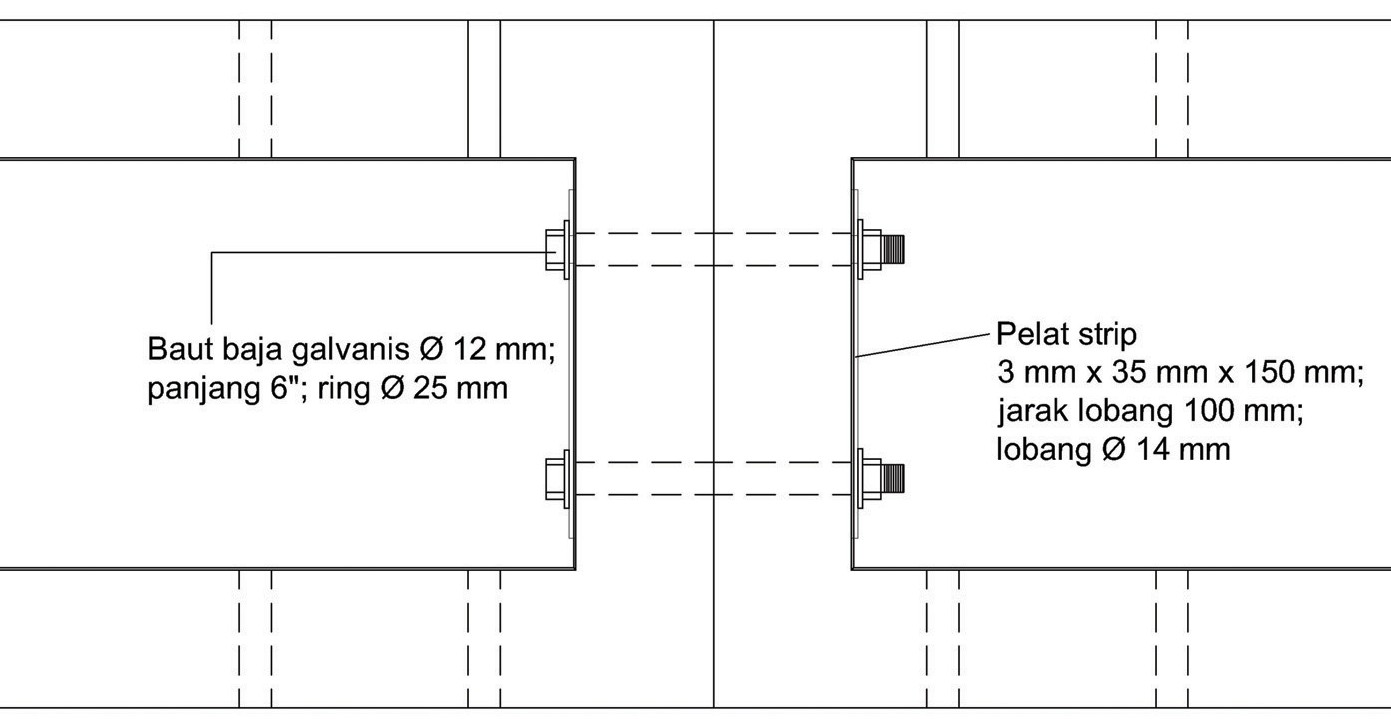 Baut baja galvanis Ø 12 mm;
panjang 6"; ring Ø 25 mm
Pelat strip
3 mm x 35 mm x 150 mm;
jarak lobang 100 mm;
lobang Ø 14 mm